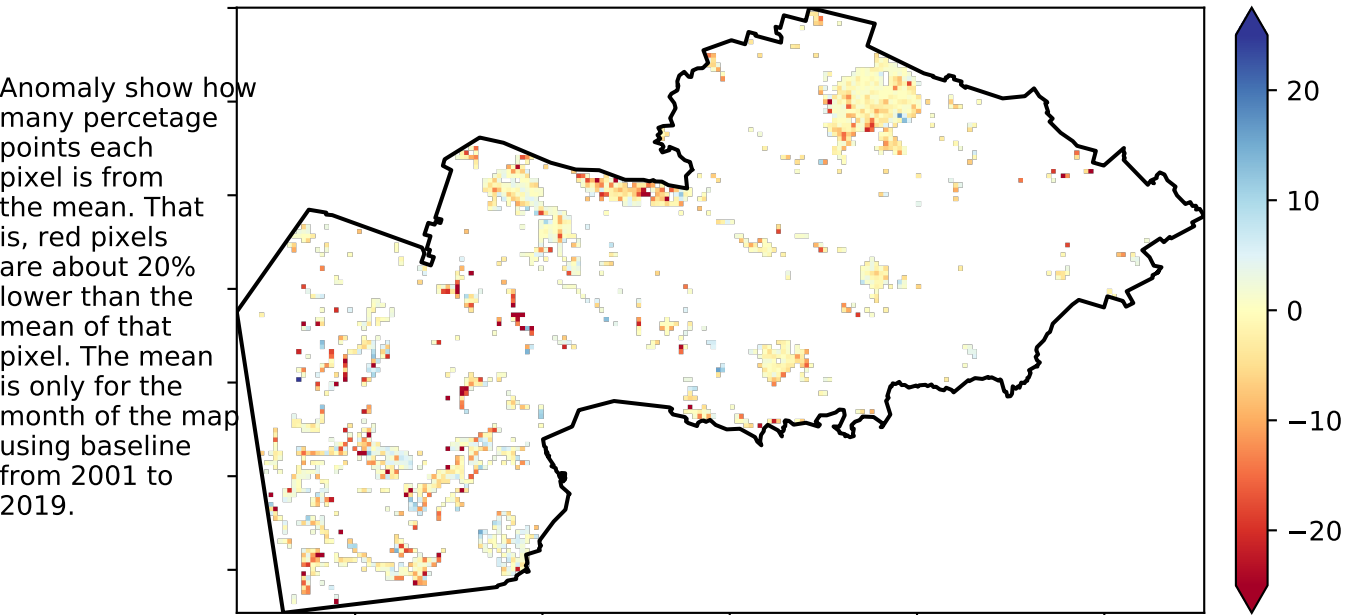 Anomaly show how
many percetage
points each
pixel is from
the mean. That
is, red pixels
are about 20%
lower than the
mean of that
pixel. The mean
is only for the
month of the map
using baseline
from 2001 to
2019.
20
10
0
−10
−20